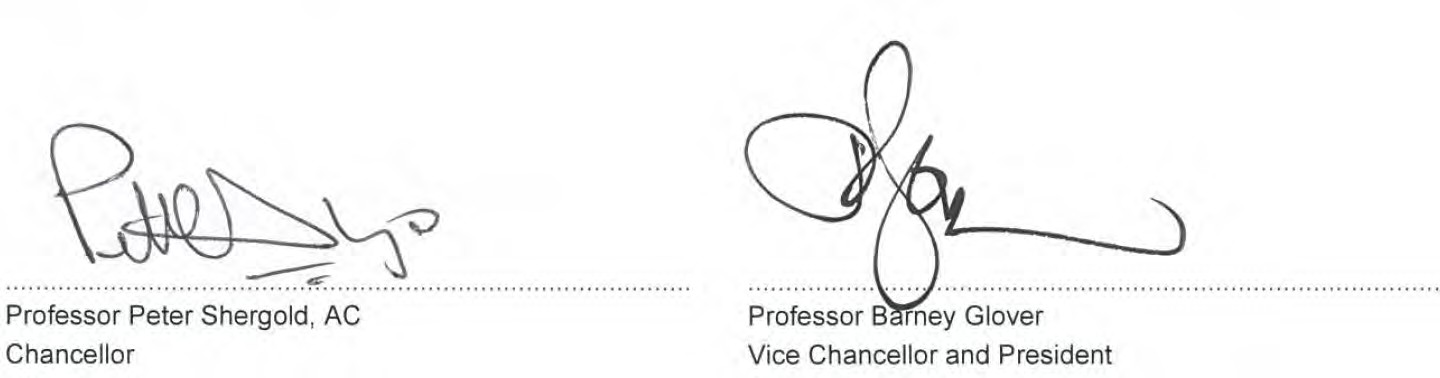 Professor Peter Shergold, AC
Chancellor
Professor Barney Glover
Vice Chancellor and President